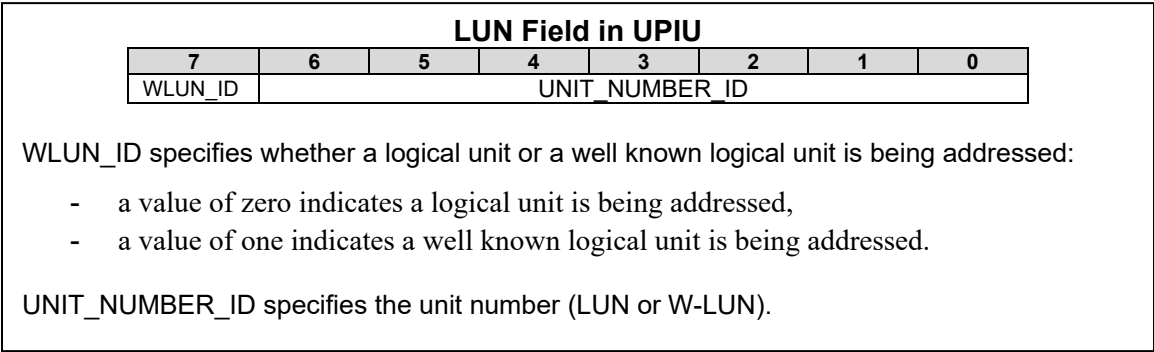 LUN Field in UPIU
7 6 5 4 3 2 1 0
WLUN_ID UNIT_NUMBER_ID
WLUN_ID specifies whether a logical unit or a well known logical unit is being addressed:
- a value of zero indicates a logical unit is being addressed,
- a value of one indicates a well known logical unit is being addressed.
UNIT_NUMBER_ID specifies the unit number (LUN or W-LUN).